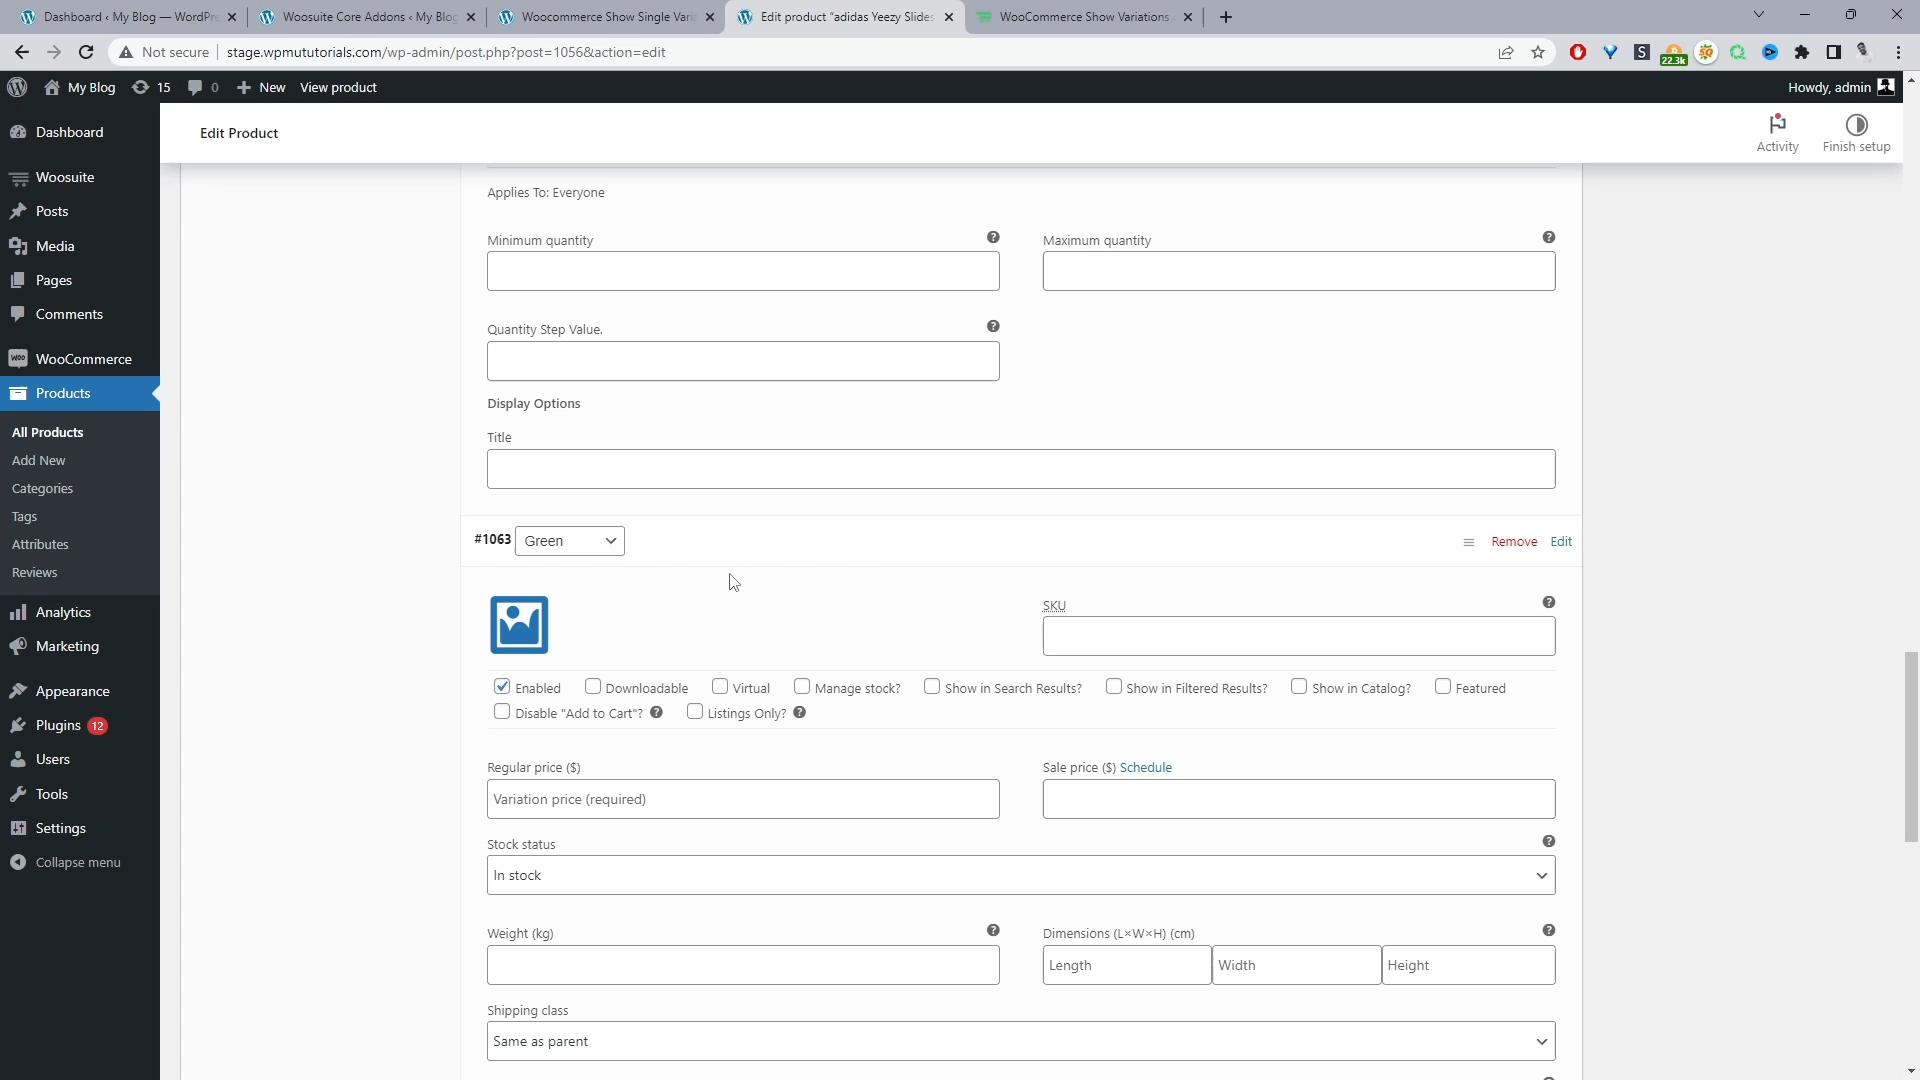 Dashboard ‹ My Blog — WordPre
Woosuite Core Addons ‹ My Blog
Woocommerce Show Single Varia
Edit product "adidas Yeezy Slides
WooCommerce Show Variations
Not secure
stage.wpmututorials.com/wp-admin/post.php?post=1056&action=edit
22.3k
My Blog
15
0
New
View product
Howdy, admin
Edit Product
Activity
Finish setup
Dashboard
Woosuite
Posts
Media
Pages
Comments
WooCommerce
Products
All Products
Add New
Categories
Tags
Attributes
Reviews
Analytics
Marketing
Appearance
Plugins 12
Users
Tools
Settings
Collapse menu
Applies To: Everyone
Minimum quantity
Maximum quantity
Quantity Step Value.
Display Options
Title
#1063 Green
Remove Edit
SKU
Enabled Downloadable Virtual Manage stock? Show in Search Results? Show in Filtered Results? Show in Catalog? Featured
Disable "Add to Cart"? Listings Only?
Regular price ($)
Sale price ($) Schedule
Variation price (required)
Stock status
In stock
Weight (kg)
Dimensions (L×W×H) (cm)
Length Width Height
Shipping class
Same as parent